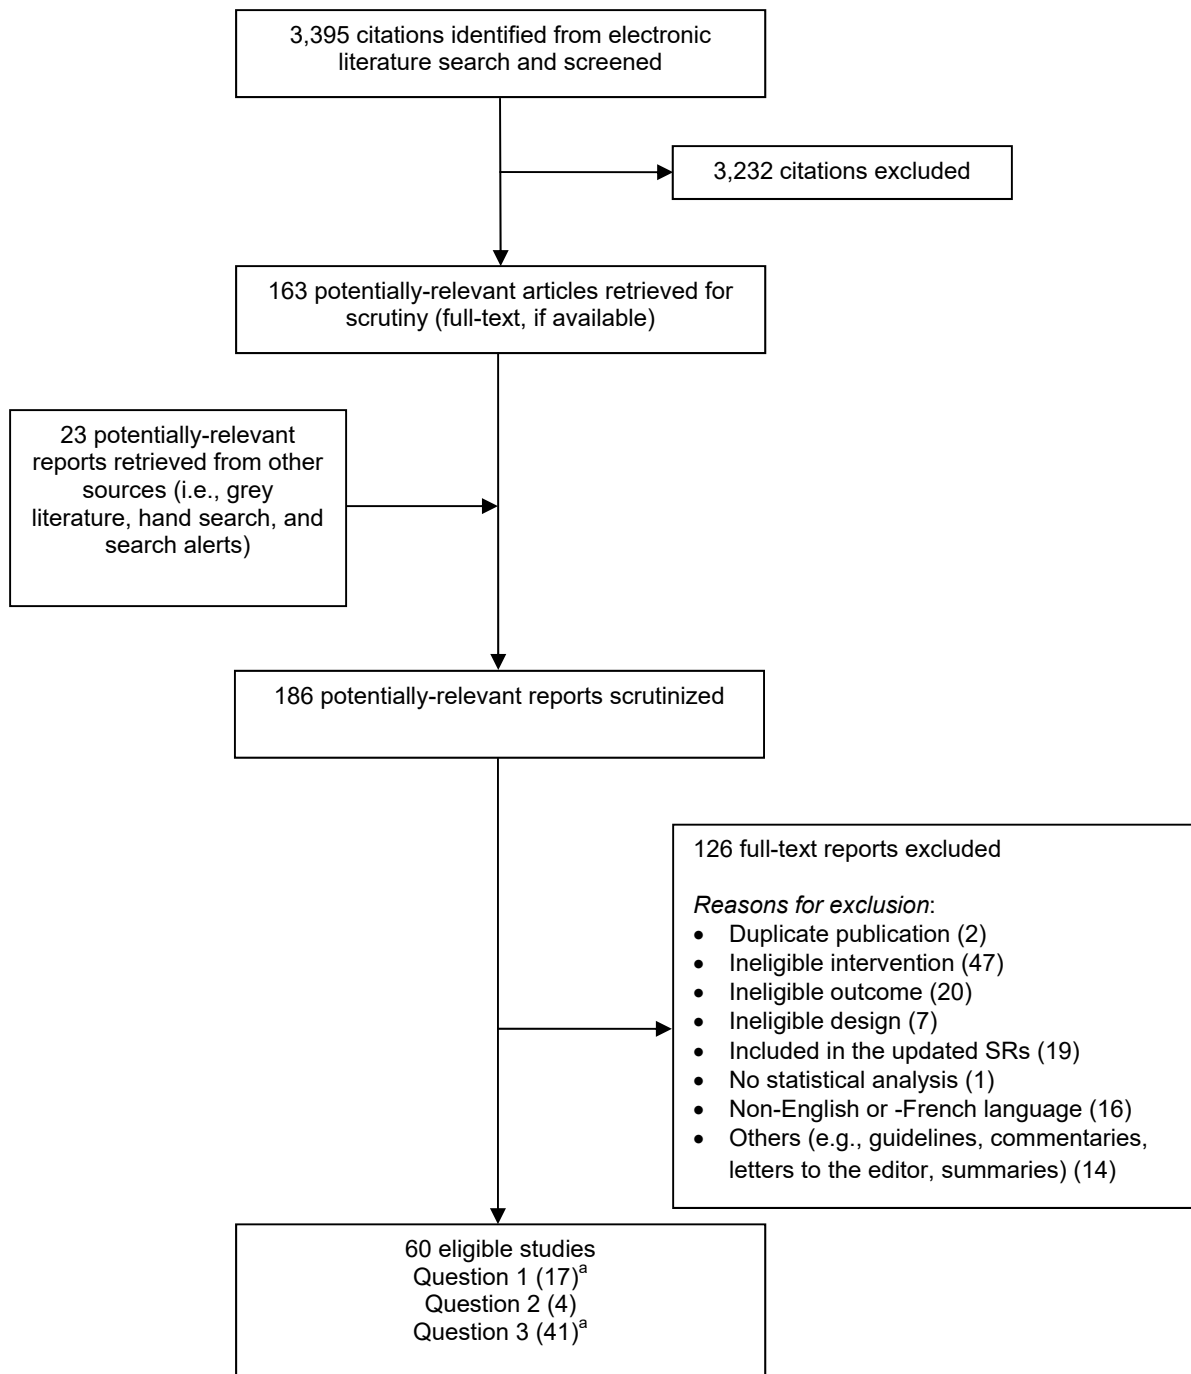 3,395 citations identified from electronic
literature search and screened
3,232 citations excluded
163 potentially-relevant articles retrieved for
scrutiny (full-text, if available)
23 potentially-relevant
reports retrieved from other
sources (i.e., grey
literature, hand search, and
search alerts)
186 potentially-relevant reports scrutinized
126 full-text reports excluded
Reasons for exclusion:
• Duplicate publication (2)
• Ineligible intervention (47)
• Ineligible outcome (20)
• Ineligible design (7)
• Included in the updated SRs (19)
• No statistical analysis (1)
• Non-English or -French language (16)
• Others (e.g., guidelines, commentaries,
letters to the editor, summaries) (14)
60 eligible studies
Question 1 (17)ᵃ
Question 2 (4)
Question 3 (41)ᵃ